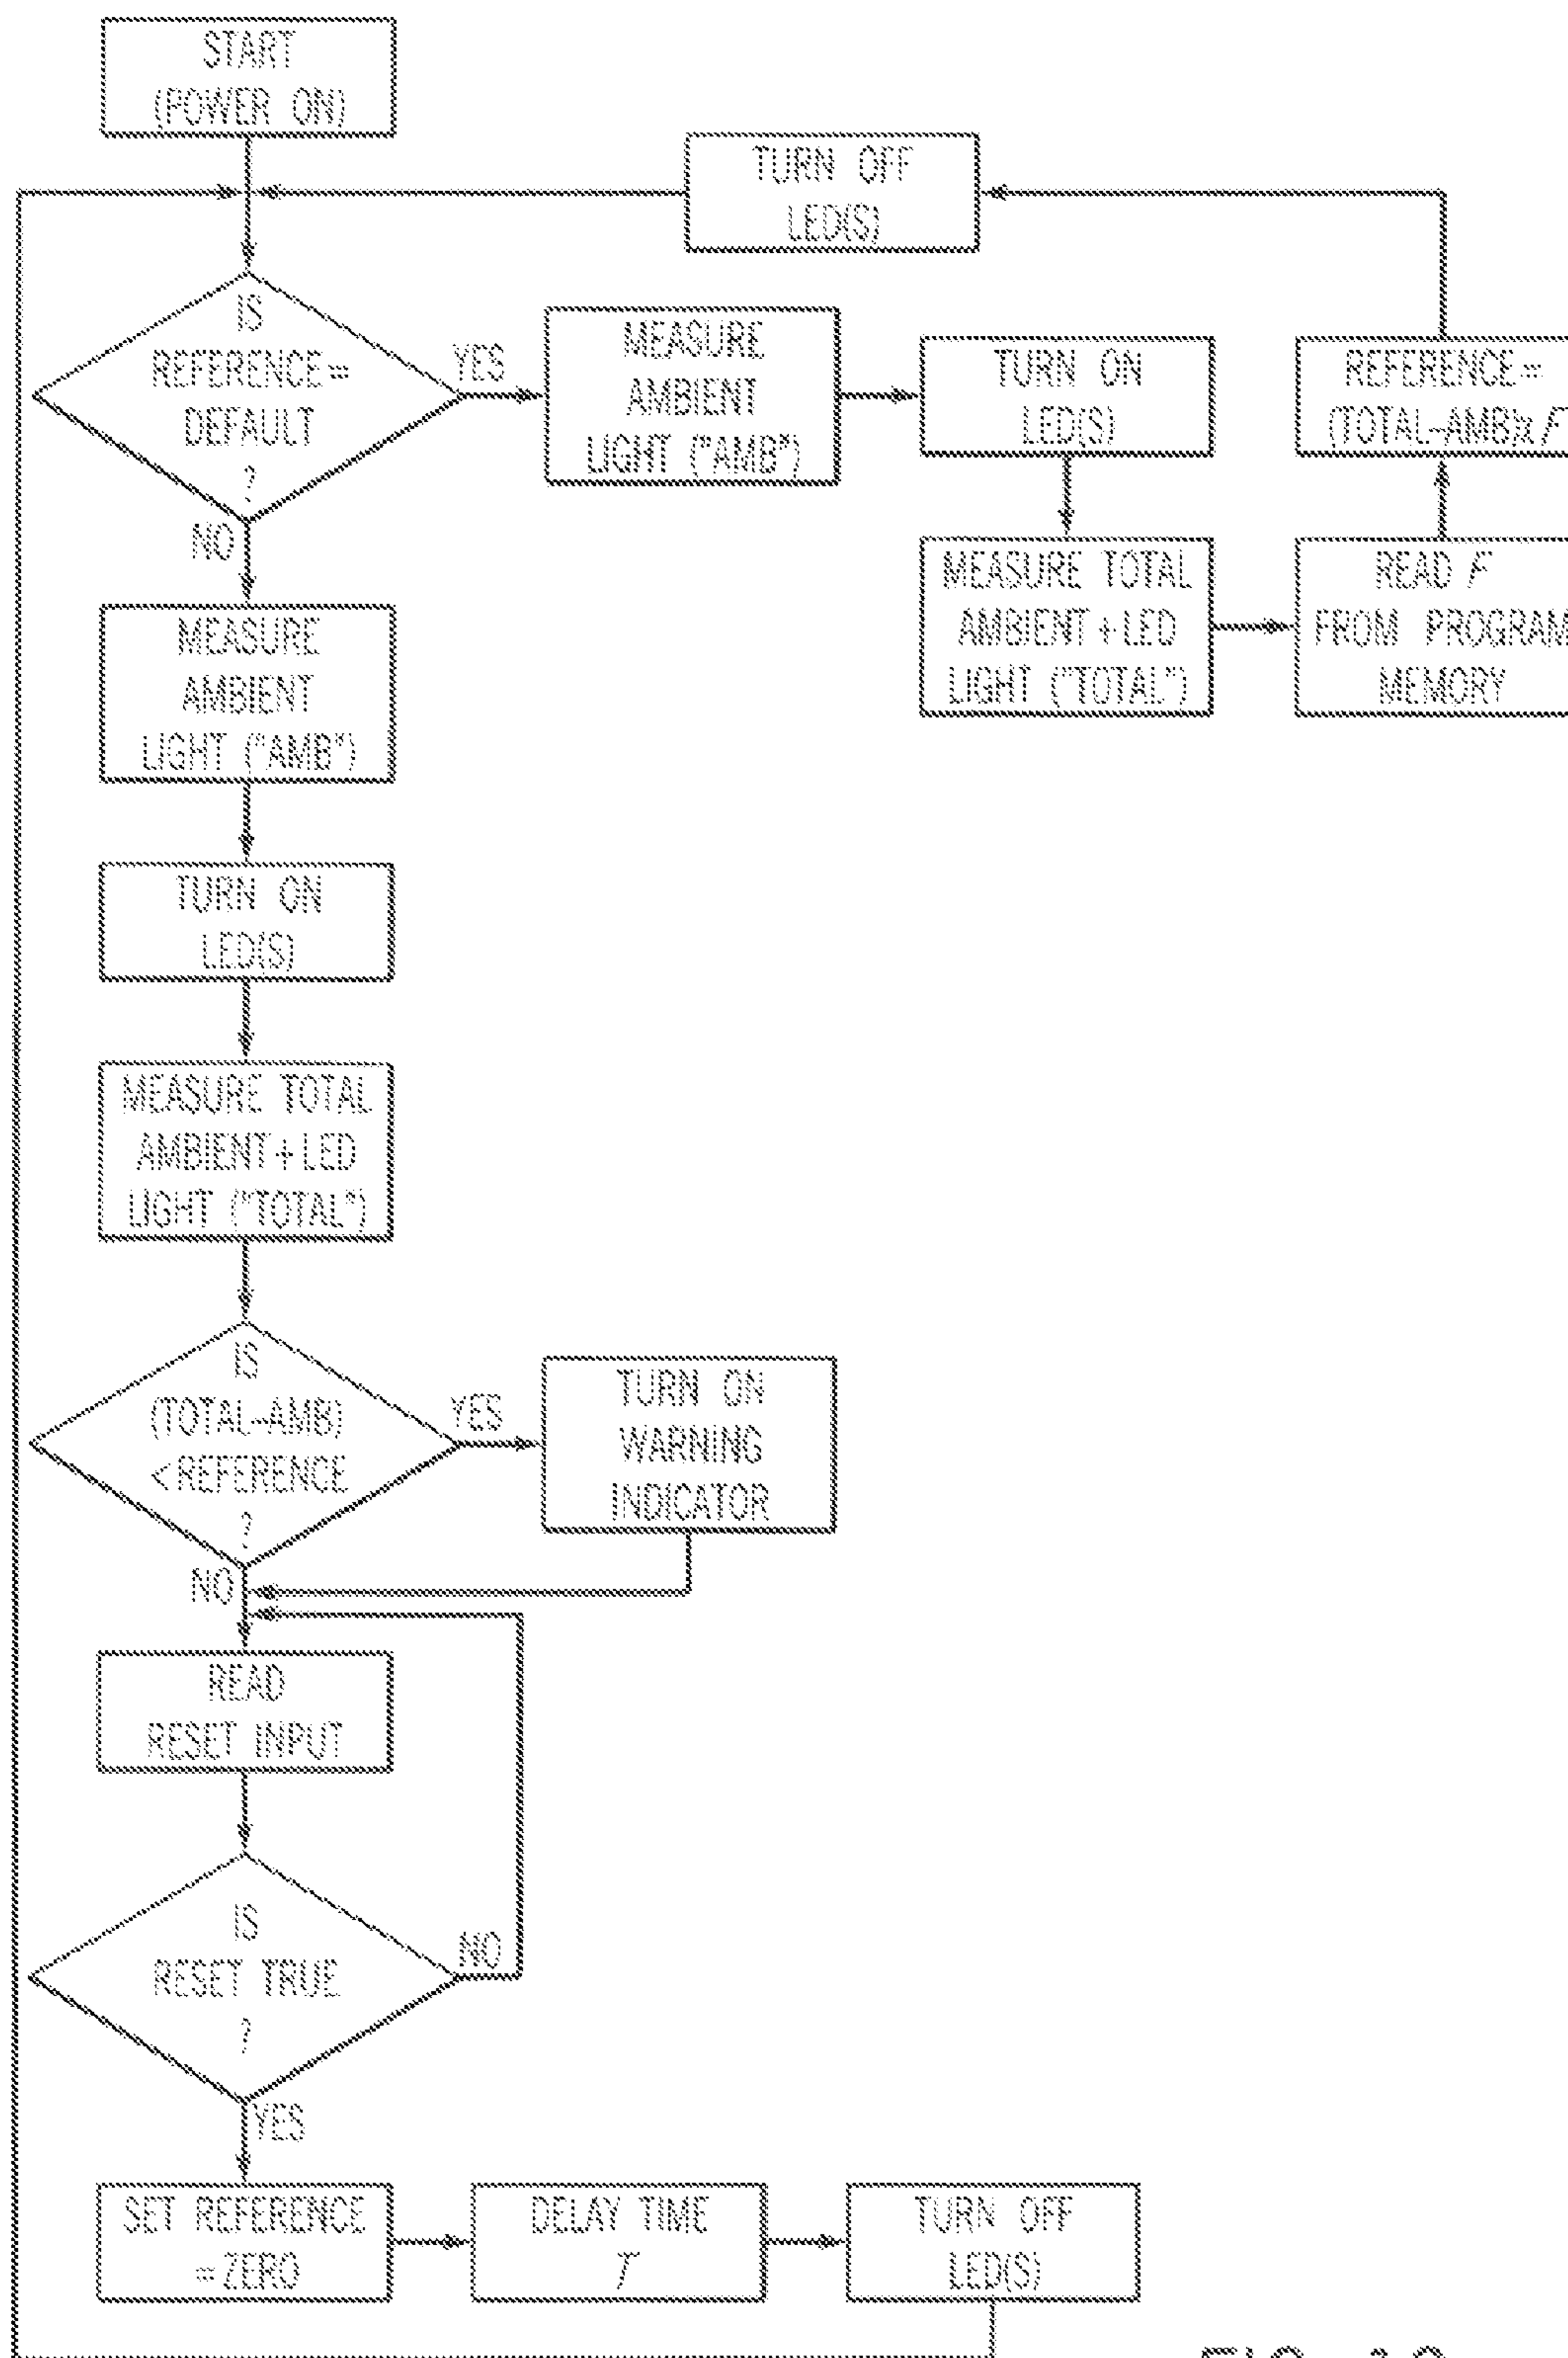 START
(POWER ON)
TURN OFF
LED(S)
IS
REFERENCE=
DEFAULT
?
YES
NO
MEASURE
AMBIENT
LIGHT ("AMB")
TURN ON
LED(S)
REFERENCE=
(TOTAL-AMB)x F
MEASURE TOTAL
AMBIENT+LED
LIGHT ("TOTAL")
READ F
FROM PROGRAM
MEMORY
MEASURE
AMBIENT
LIGHT ("AMB")
TURN ON
LED(S)
MEASURE TOTAL
AMBIENT+LED
LIGHT ("TOTAL")
IS
(TOTAL-AMB)
<REFERENCE
?
YES
NO
TURN ON
WARNING
INDICATOR
READ
RESET INPUT
IS
RESET TRUE
?
NO
YES
SET REFERENCE
=ZERO
DELAY TIME
T
TURN OFF
LED(S)